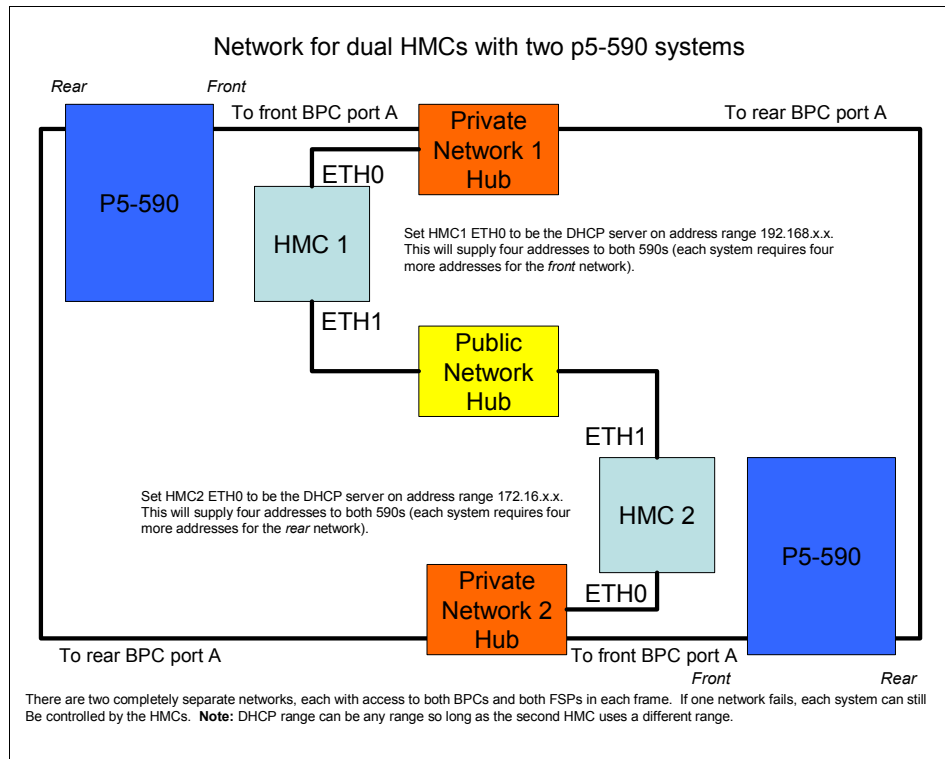 Network for dual HMCs with two p5-590 systems
Rear
Front
To front BPC port A
To rear BPC port A
Private
Network 1
Hub
ETH0
P5-590
HMC 1
Set HMC1 ETH0 to be the DHCP server on address range 192.168.x.x.
This will supply four addresses to both 590s (each system requires four
more addresses for the front network).
ETH1
Public
Network
Hub
ETH1
Set HMC2 ETH0 to be the DHCP server on address range 172.16.x.x.
This will supply four addresses to both 590s (each system requires four
more addresses for the rear network).
HMC 2
P5-590
Private
Network 2
Hub
ETH0
To rear BPC port A
To front BPC port A
Front
Rear
There are two completely separate networks, each with access to both BPCs and both FSPs in each frame. If one network fails, each system can still
Be controlled by the HMCs. Note: DHCP range can be any range so long as the second HMC uses a different range.